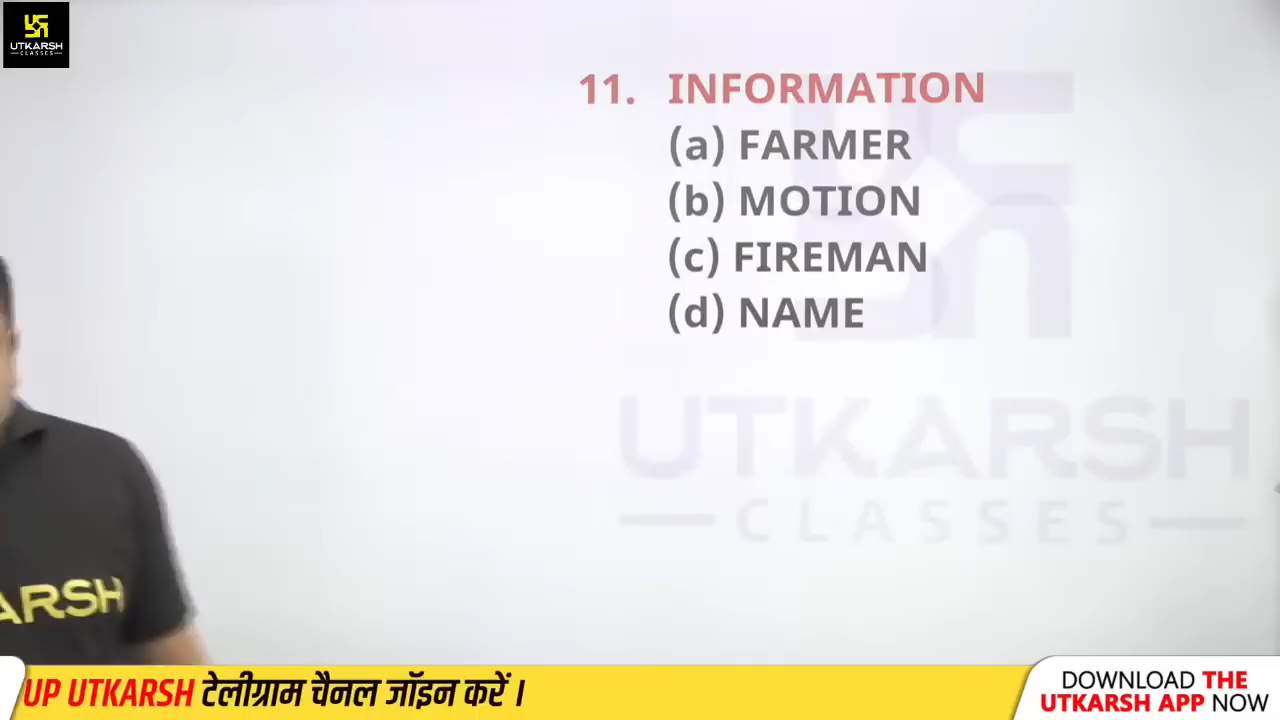 UTKARSH
CLASSES
11. INFORMATION
(a) FARMER
(b) MOTION
(c) FIREMAN
(d) NAME
UTKARSH
CLASSES
ARSH
UP UTKARSH टेलीग्राम चैनल जॉइन करें ।
DOWNLOAD THE
UTKARSH APP NOW